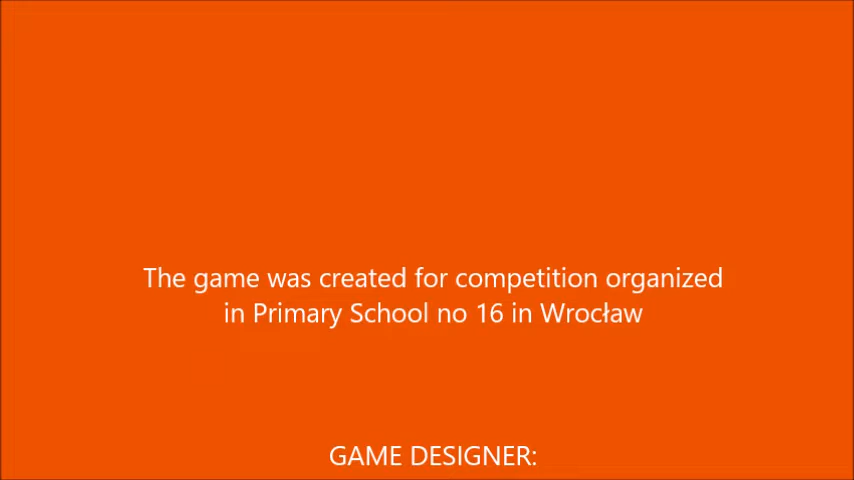 The game was created for competition organized
in Primary School no 16 in Wrocław
GAME DESIGNER: